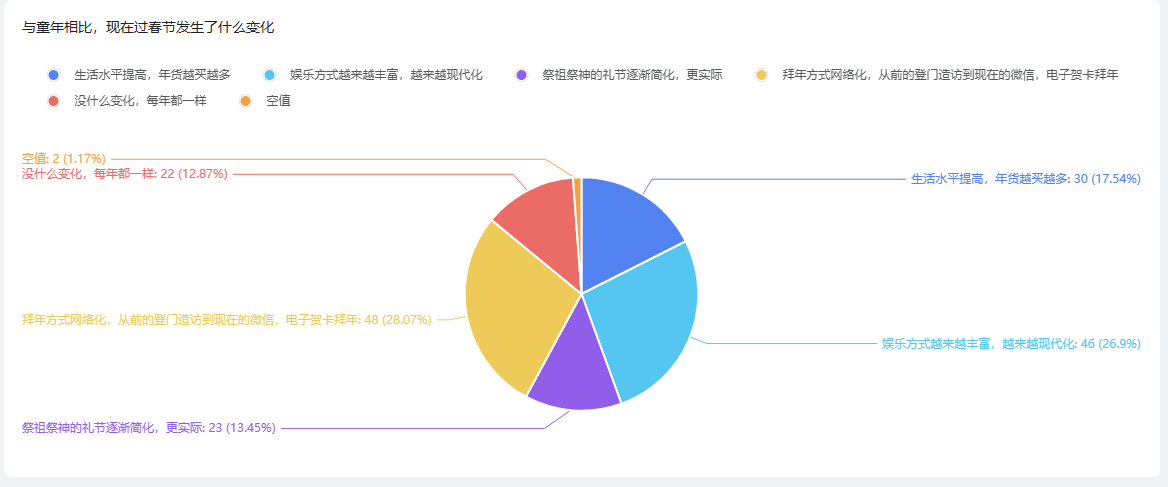 与童年相比，现在过春节发生了什么变化
生活水平提高，年货越买越多 娱乐方式越来越丰富，越来越现代化 祭祖祭神的礼节逐渐简化，更实际 拜年方式网络化，从前的登门造访到现在的微信，电子贺卡拜年
没什么变化，每年都一样 空值
空值: 2 (1.17%)
没什么变化，每年都一样: 22 (12.87%)
生活水平提高，年货越买越多: 30 (17.54%)
拜年方式网络化，从前的登门造访到现在的微信，电子贺卡拜年: 48 (28.07%)
娱乐方式越来越丰富，越来越现代化: 46 (26.9%)
祭祖祭神的礼节逐渐简化，更实际: 23 (13.45%)